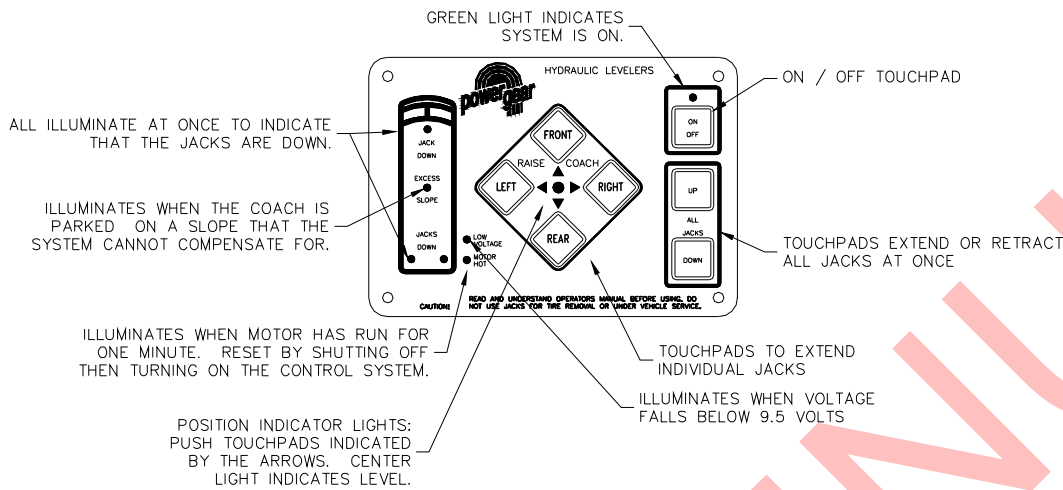 GREEN LIGHT INDICATES
SYSTEM IS ON.
HYDRAULIC LEVELERS
ON / OFF TOUCHPAD
power gear
ON
OFF
ALL ILLUMINATE AT ONCE TO INDICATE
THAT THE JACKS ARE DOWN.
JACK
DOWN
FRONT
RAISE COACH
LEFT
RIGHT
REAR
EXCESS
SLOPE
UP
ALL
JACKS
DOWN
ILLUMINATES WHEN THE COACH IS
PARKED ON A SLOPE THAT THE
SYSTEM CANNOT COMPENSATE FOR.
JACKS
DOWN
LOW
VOLTAGE
MOTOR
HOT
TOUCHPADS EXTEND OR RETRACT
ALL JACKS AT ONCE
CAUTION! READ AND UNDERSTAND OPERATORS MANUAL BEFORE USING. DO
NOT USE JACKS FOR TIRE REMOVAL OR UNDER VEHICLE SERVICE.
ILLUMINATES WHEN MOTOR HAS RUN FOR
ONE MINUTE. RESET BY SHUTTING OFF
THEN TURNING ON THE CONTROL SYSTEM.
TOUCHPADS TO EXTEND
INDIVIDUAL JACKS
ILLUMINATES WHEN VOLTAGE
FALLS BELOW 9.5 VOLTS
POSITION INDICATOR LIGHTS:
PUSH TOUCHPADS INDICATED
BY THE ARROWS. CENTER
LIGHT INDICATES LEVEL.